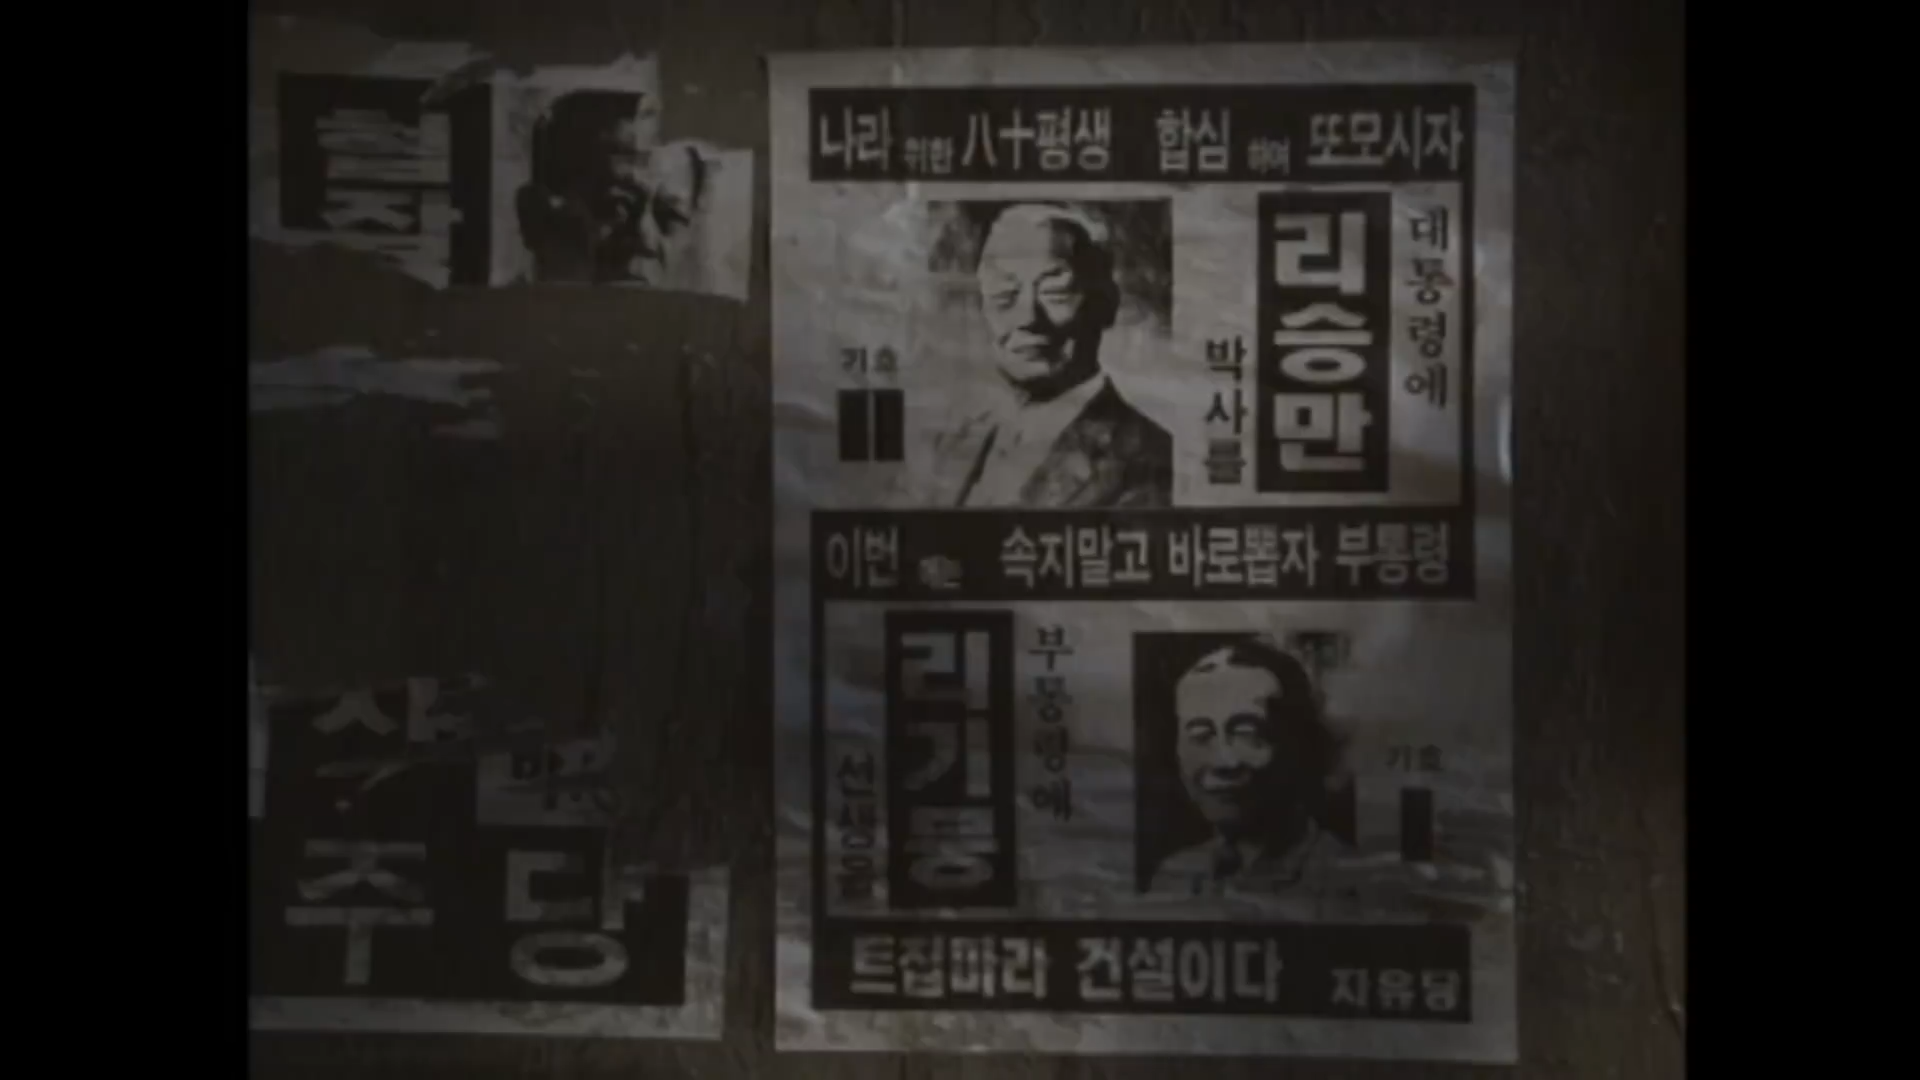 나라 위한 八十평생 합심 하여 또모시자
대통령에
리승만
박사를
기호
이번 에는 속지말고 바로뽑자 부통령
부통령에
리기붕
선생을
기호
트집마라 건설이다 자유당
주 당